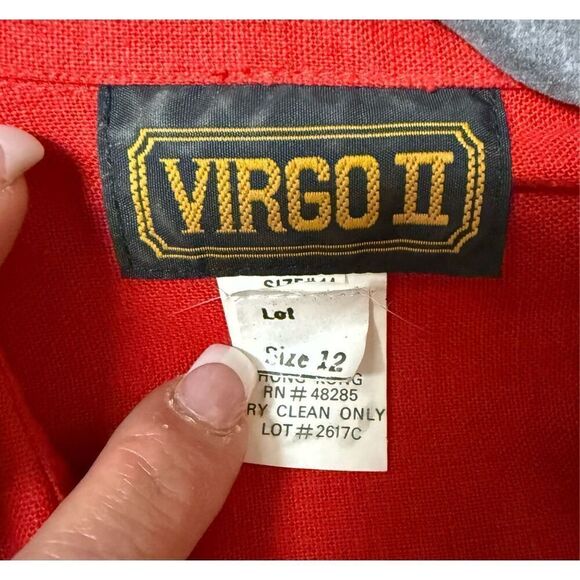 VIRGO II
Lot
Size 12
HONG KONG
RN# 48285
RY CLEAN ONLY
LOT#2617C